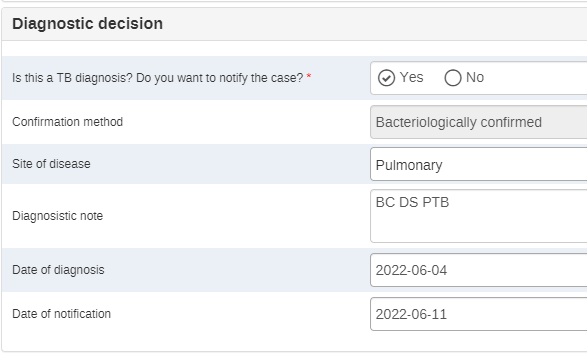 Diagnostic decision
Is this a TB diagnosis? Do you want to notify the case? * Yes No
Confirmation method Bacteriologically confirmed
Site of disease Pulmonary
Diagnosistic note BC DS PTB
Date of diagnosis 2022-06-04
Date of notification 2022-06-11